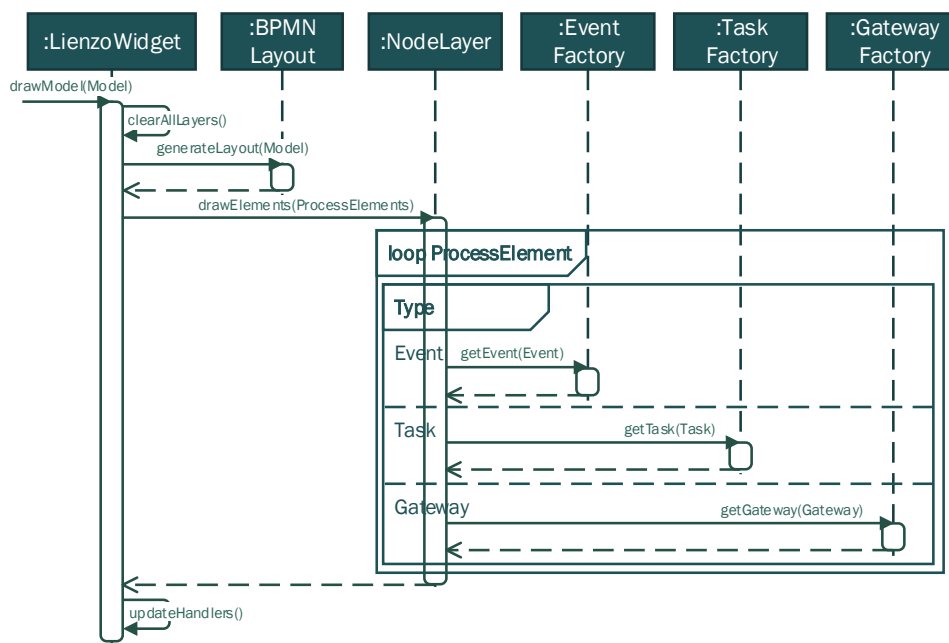 :LienzoWidget
:BPMN
Layout
:NodeLayer
:Event
Factory
:Task
Factory
:Gateway
Factory
drawModel(Model)
clearAllLayers()
generateLayout(Model)
drawElements(ProcessElements)
loop ProcessElement
Type
Event
getEvent(Event)
Task
getTask(Task)
Gateway
getGateway(Gateway)
updateHandlers()